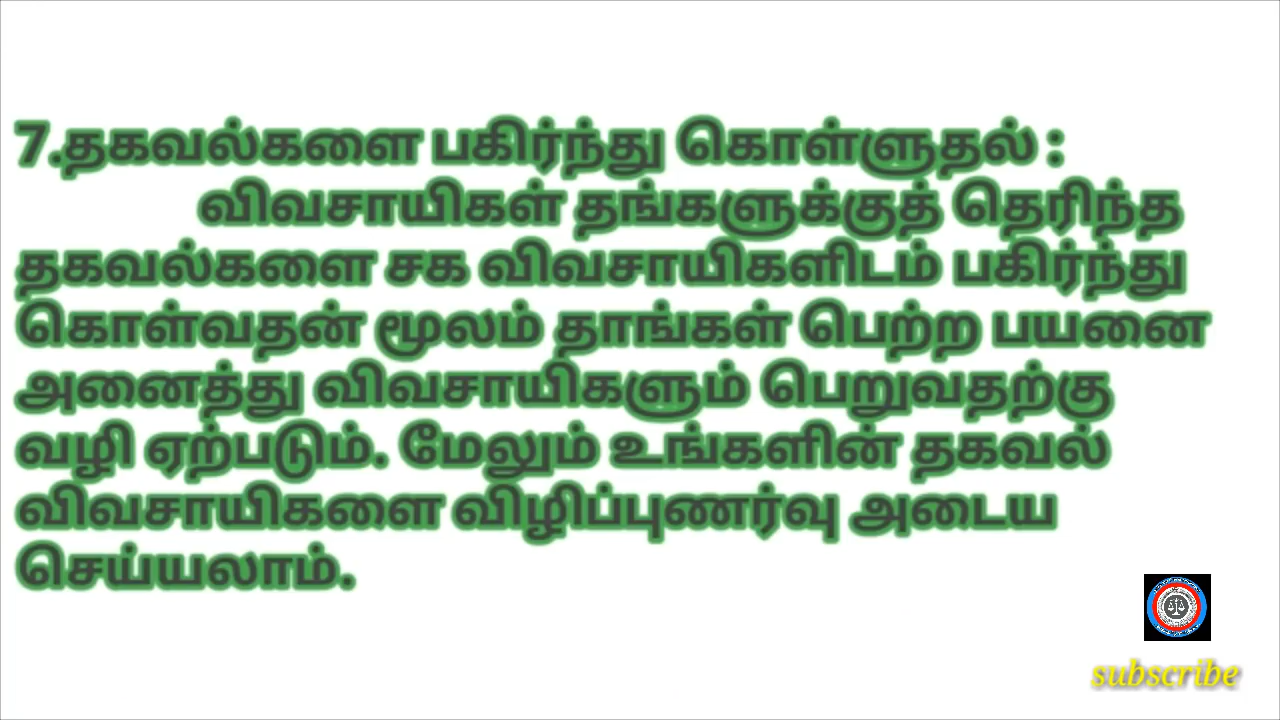 7.தகவல்களை பகிர்ந்து கொள்ளுதல் :
விவசாயிகள் தங்களுக்குத் தெரிந்த
தகவல்களை சக விவசாயிகளிடம் பகிர்ந்து
கொள்வதன் மூலம் தாங்கள் பெற்ற பயனை
அனைத்து விவசாயிகளும் பெறுவதற்கு
வழி ஏற்படும். மேலும் உங்களின் தகவல்
விவசாயிகளை விழிப்புணர்வு அடைய
செய்யலாம்.
subscribe